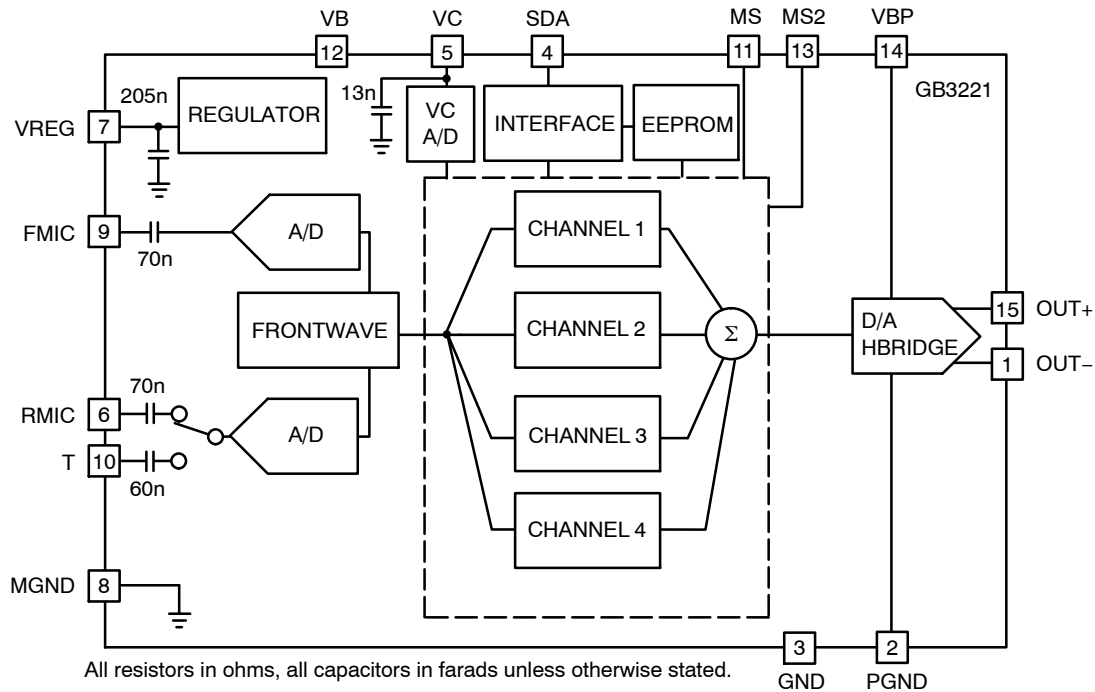 VB VC SDA MS MS2 VBP
12 5 4 11 13 14
GB3221
205n
REGULATOR
13n
VC
A/D
INTERFACE
EEPROM
VREG 7
FMIC 9
70n
A/D
CHANNEL 1
FRONTWAVE
CHANNEL 2
Σ
D/A
HBRIDGE
15 OUT+
1 OUT−
70n
RMIC 6
A/D
CHANNEL 3
T 10
60n
CHANNEL 4
MGND 8
3 2
All resistors in ohms, all capacitors in farads unless otherwise stated.
GND PGND